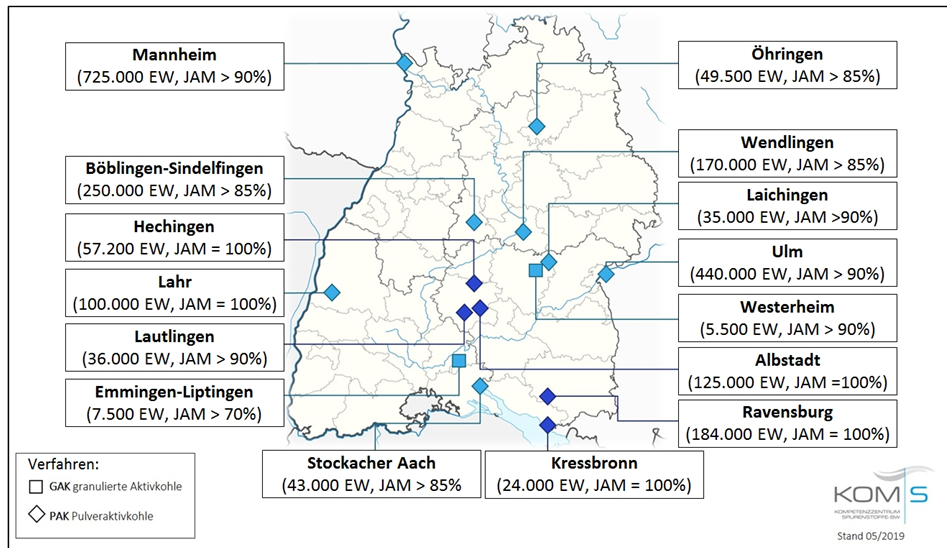 Mannheim
(725.000 EW, JAM > 90%)
Öhringen
(49.500 EW, JAM > 85%)
Böblingen-Sindelfingen
(250.000 EW, JAM > 85%)
Wendlingen
(170.000 EW, JAM > 85%)
Hechingen
(57.200 EW, JAM = 100%)
Laichingen
(35.000 EW, JAM >90%)
Lahr
(100.000 EW, JAM = 100%)
Ulm
(440.000 EW, JAM > 90%)
Lautlingen
(36.000 EW, JAM > 90%)
Westerheim
(5.500 EW, JAM > 90%)
Emmingen-Liptingen
(7.500 EW, JAM > 70%)
Albstadt
(125.000 EW, JAM =100%)
Ravensburg
(184.000 EW, JAM = 100%)
Stockacher Aach
(43.000 EW, JAM > 85%
Kressbronn
(24.000 EW, JAM = 100%)
Verfahren:
GAK granulierte Aktivkohle
PAK Pulveraktivkohle
KOM|S
KOMPETENZZENTRUM
SPURENSTOFFE-BW
Stand 05/2019